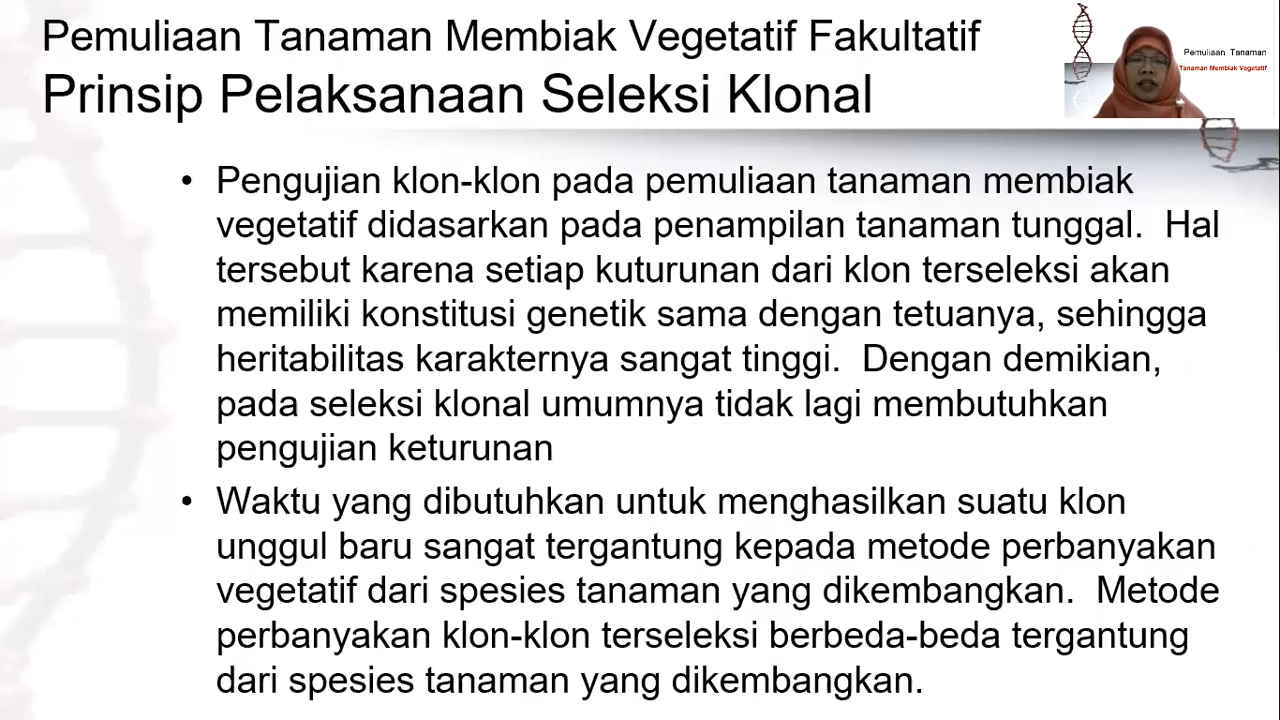 Pemuliaan Tanaman Membiak Vegetatif Fakultatif
Prinsip Pelaksanaan Seleksi Klonal
Pemuliaan Tanaman
Tanaman Membiak Vegetatif
• Pengujian klon-klon pada pemuliaan tanaman membiak
vegetatif didasarkan pada penampilan tanaman tunggal. Hal
tersebut karena setiap kuturunan dari klon terseleksi akan
memiliki konstitusi genetik sama dengan tetuanya, sehingga
heritabilitas karakternya sangat tinggi. Dengan demikian,
pada seleksi klonal umumnya tidak lagi membutuhkan
pengujian keturunan
• Waktu yang dibutuhkan untuk menghasilkan suatu klon
unggul baru sangat tergantung kepada metode perbanyakan
vegetatif dari spesies tanaman yang dikembangkan. Metode
perbanyakan klon-klon terseleksi berbeda-beda tergantung
dari spesies tanaman yang dikembangkan.